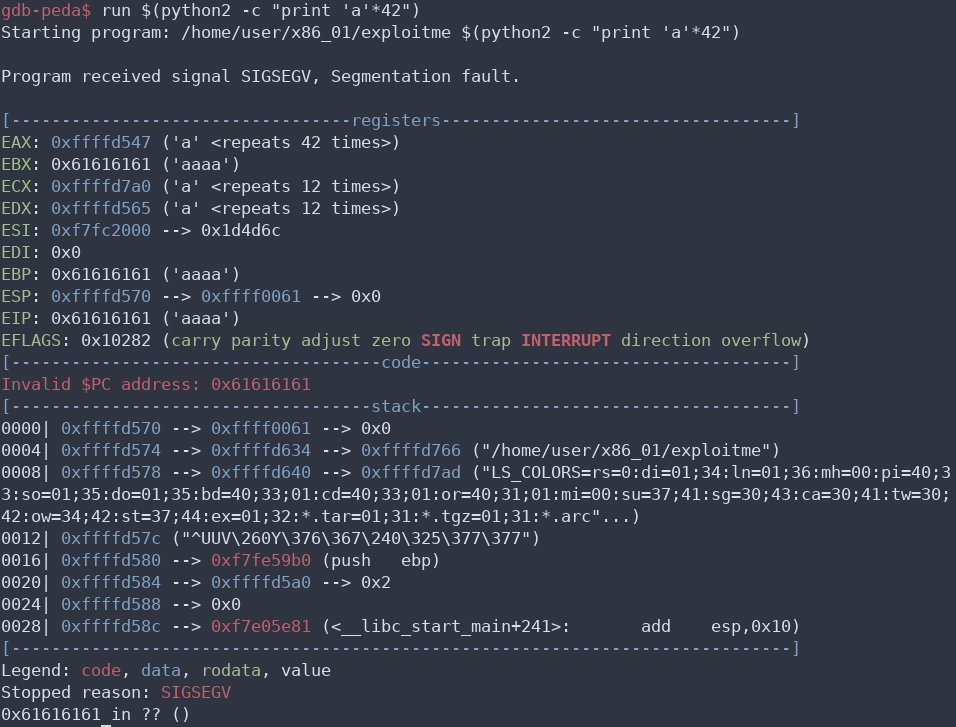 gdb-peda$ run $(python2 -c "print 'a'*42")
Starting program: /home/user/x86_01/exploitme $(python2 -c "print 'a'*42")
Program received signal SIGSEGV, Segmentation fault.
[----------------------------------registers-----------------------------------]
EAX: 0xffffd547 ('a' <repeats 42 times>)
EBX: 0x61616161 ('aaaa')
ECX: 0xffffd7a0 ('a' <repeats 12 times>)
EDX: 0xffffd565 ('a' <repeats 12 times>)
ESI: 0xf7fc2000 --> 0x1d4d6c
EDI: 0x0
EBP: 0x61616161 ('aaaa')
ESP: 0xffffd570 --> 0xffff0061 --> 0x0
EIP: 0x61616161 ('aaaa')
EFLAGS: 0x10282 (carry parity adjust zero SIGN trap INTERRUPT direction overflow)
[-------------------------------------code-------------------------------------]
Invalid $PC address: 0x61616161
[------------------------------------stack-------------------------------------]
0000| 0xffffd570 --> 0xffff0061 --> 0x0
0004| 0xffffd574 --> 0xffffd634 --> 0xffffd766 ("/home/user/x86_01/exploitme")
0008| 0xffffd578 --> 0xffffd640 --> 0xffffd7ad ("LS_COLORS=rs=0:di=01;34:ln=01;36:mh=00:pi=40;3
3:so=01;35:do=01;35:bd=40;33;01:cd=40;33;01:or=40;31;01:mi=00:su=37;41:sg=30;43:ca=30;41:tw=30;
42:ow=34;42:st=37;44:ex=01;32:*.tar=01;31:*.tgz=01;31:*.arc"...)
0012| 0xffffd57c ("^UUV\260Y\376\367\240\325\377\377")
0016| 0xffffd580 --> 0xf7fe59b0 (push   ebp)
0020| 0xffffd584 --> 0xffffd5a0 --> 0x2
0024| 0xffffd588 --> 0x0
0028| 0xffffd58c --> 0xf7e05e81 (<__libc_start_main+241>:       add    esp,0x10)
[------------------------------------------------------------------------------]
Legend: code, data, rodata, value
Stopped reason: SIGSEGV
0x61616161 in ?? ()